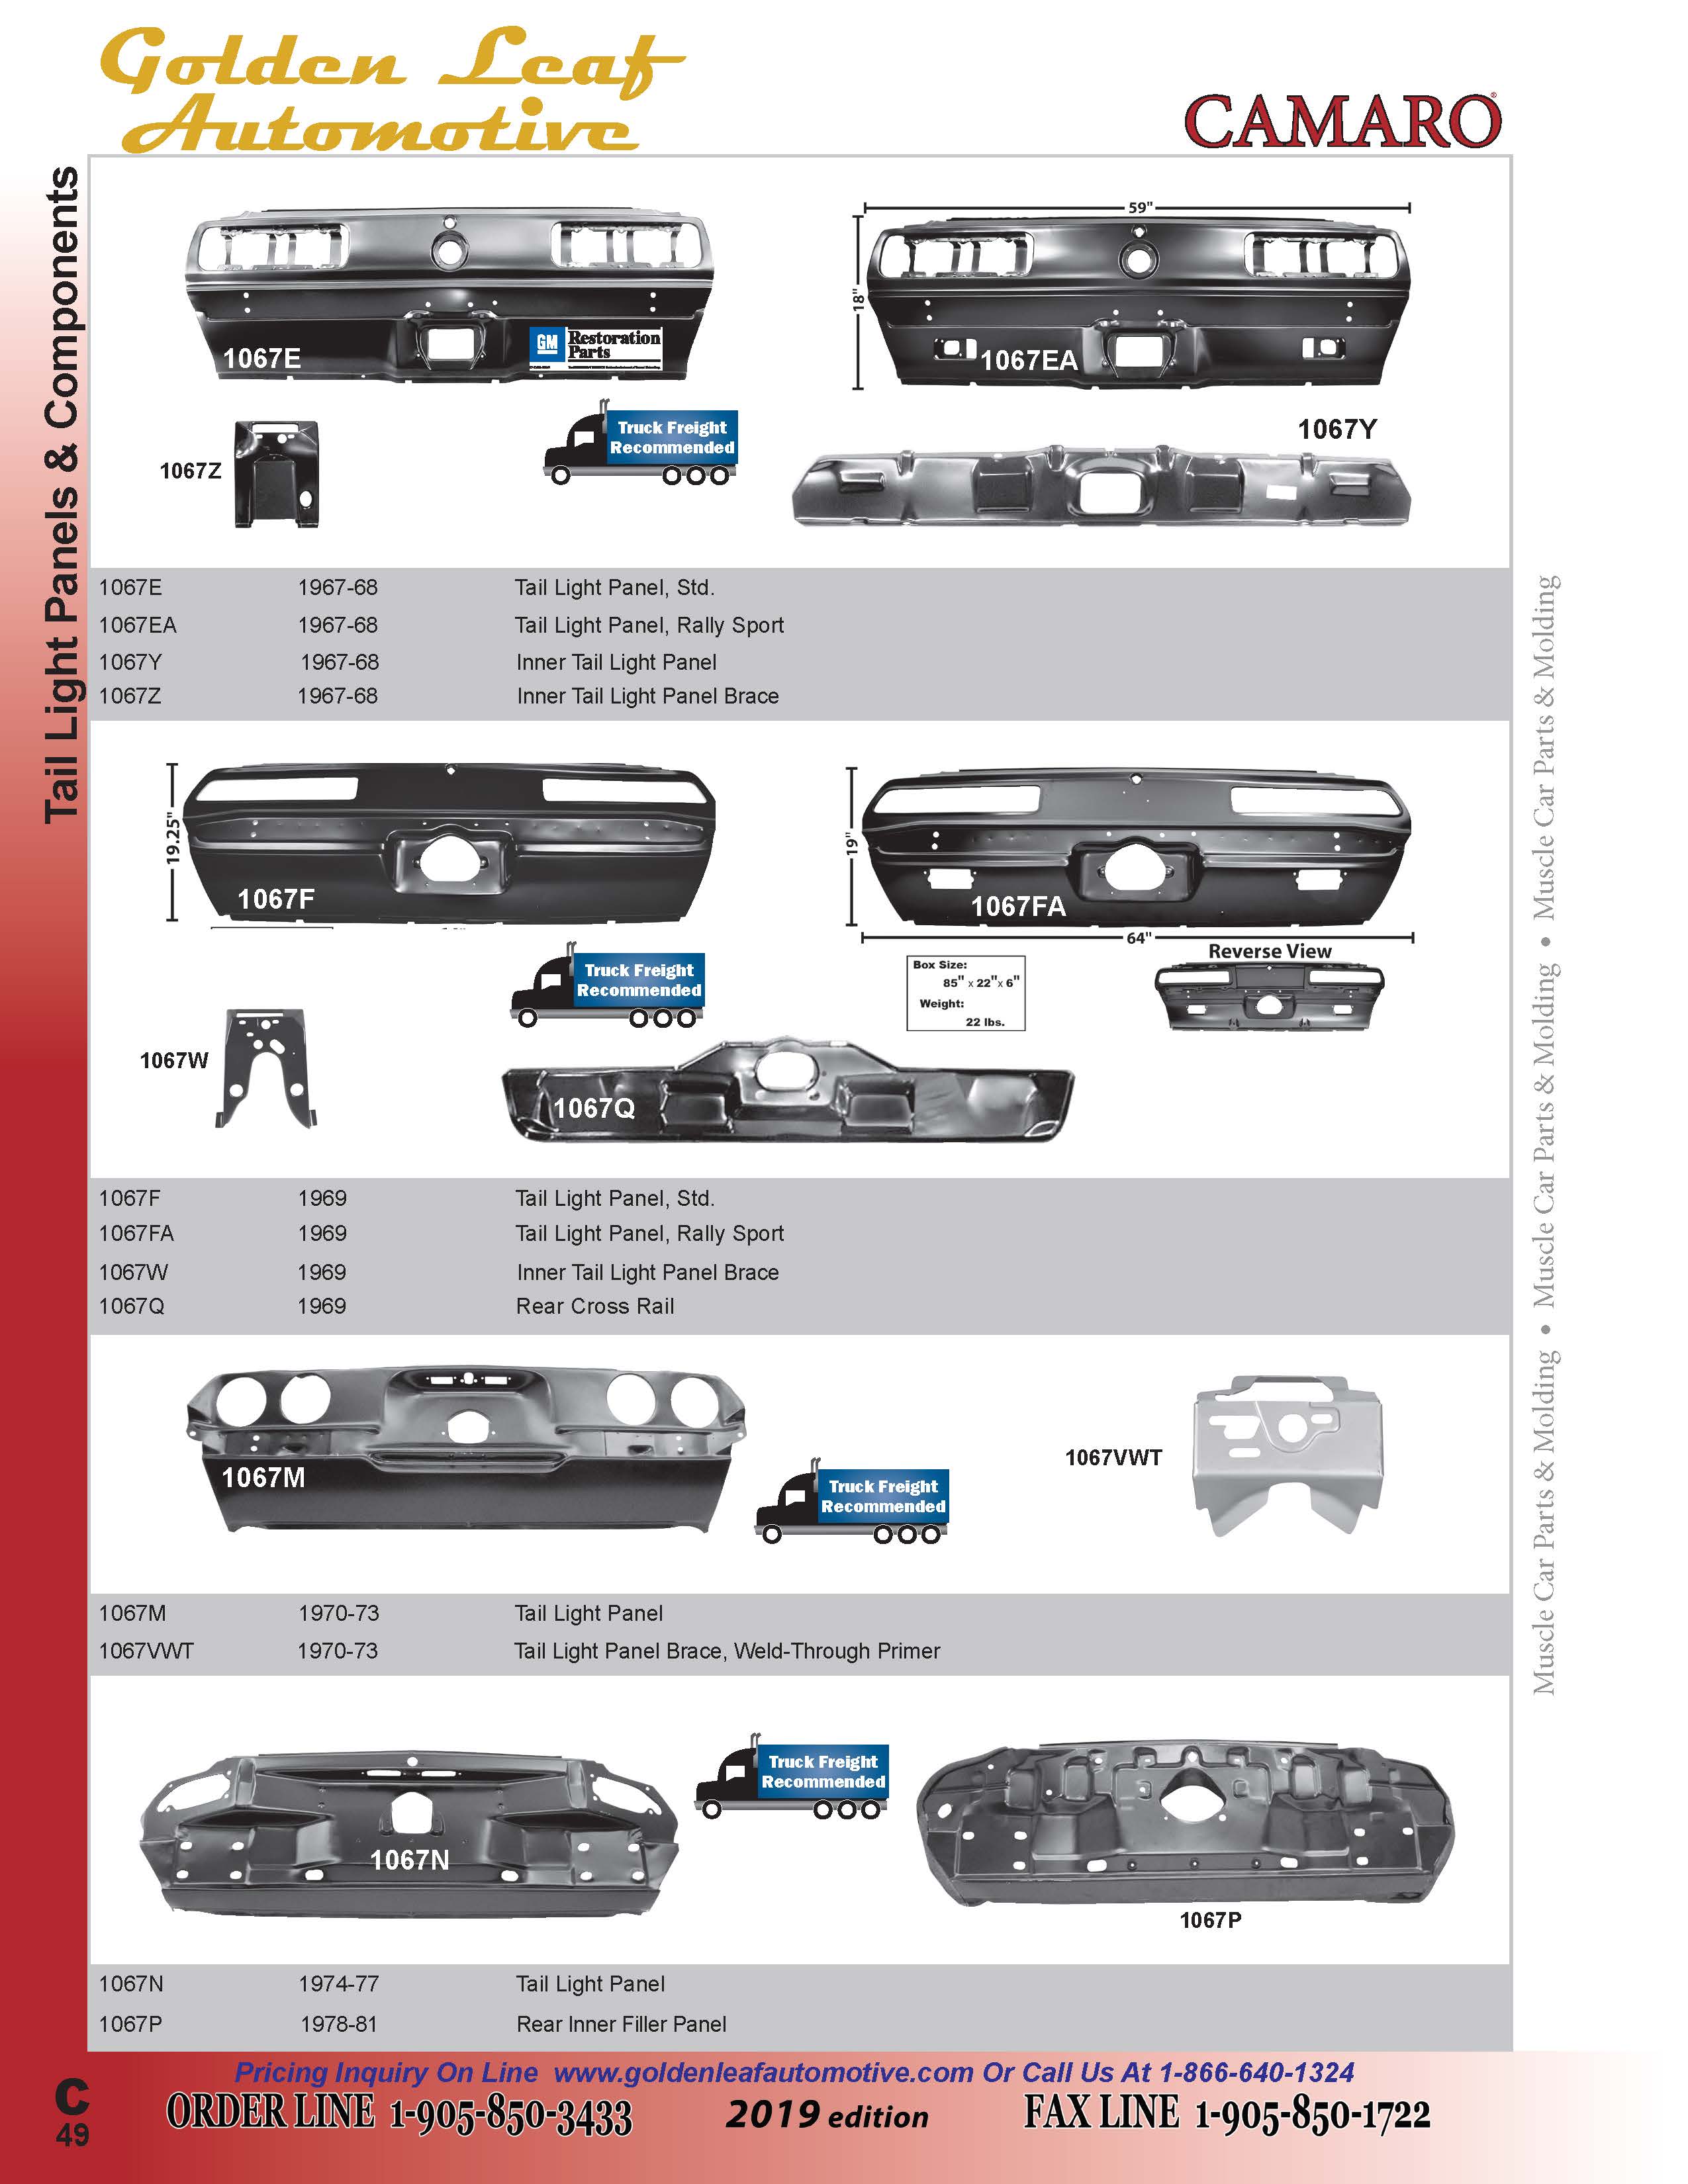 Golden Leaf
Automotive
CAMARO®
Tail Light Panels & Components
59"
18"
1067E
GM
Restoration
Parts
1067EA
1067Y
1067Z
Truck Freight
Recommended
1067E 1967-68 Tail Light Panel, Std.
1067EA 1967-68 Tail Light Panel, Rally Sport
1067Y 1967-68 Inner Tail Light Panel
1067Z 1967-68 Inner Tail Light Panel Brace
19.25"
1067F
19"
1067FA
64"
Reverse View
Truck Freight
Recommended
Box Size:
85" x 22" x 6"
Weight:
22 lbs.
1067W
1067Q
1067F 1969 Tail Light Panel, Std.
1067FA 1969 Tail Light Panel, Rally Sport
1067W 1969 Inner Tail Light Panel Brace
1067Q 1969 Rear Cross Rail
1067M
Truck Freight
Recommended
1067VWT
1067M 1970-73 Tail Light Panel
1067VWT 1970-73 Tail Light Panel Brace, Weld-Through Primer
Truck Freight
Recommended
1067N
1067P
1067N 1974-77 Tail Light Panel
1067P 1978-81 Rear Inner Filler Panel
Muscle Car Parts & Molding • Muscle Car Parts & Molding • Muscle Car Parts & Molding
Pricing Inquiry On Line www.goldenleafautomotive.com Or Call Us At 1-866-640-1324
C
49
ORDER LINE 1-905-850-3433
2019 edition
FAX LINE 1-905-850-1722